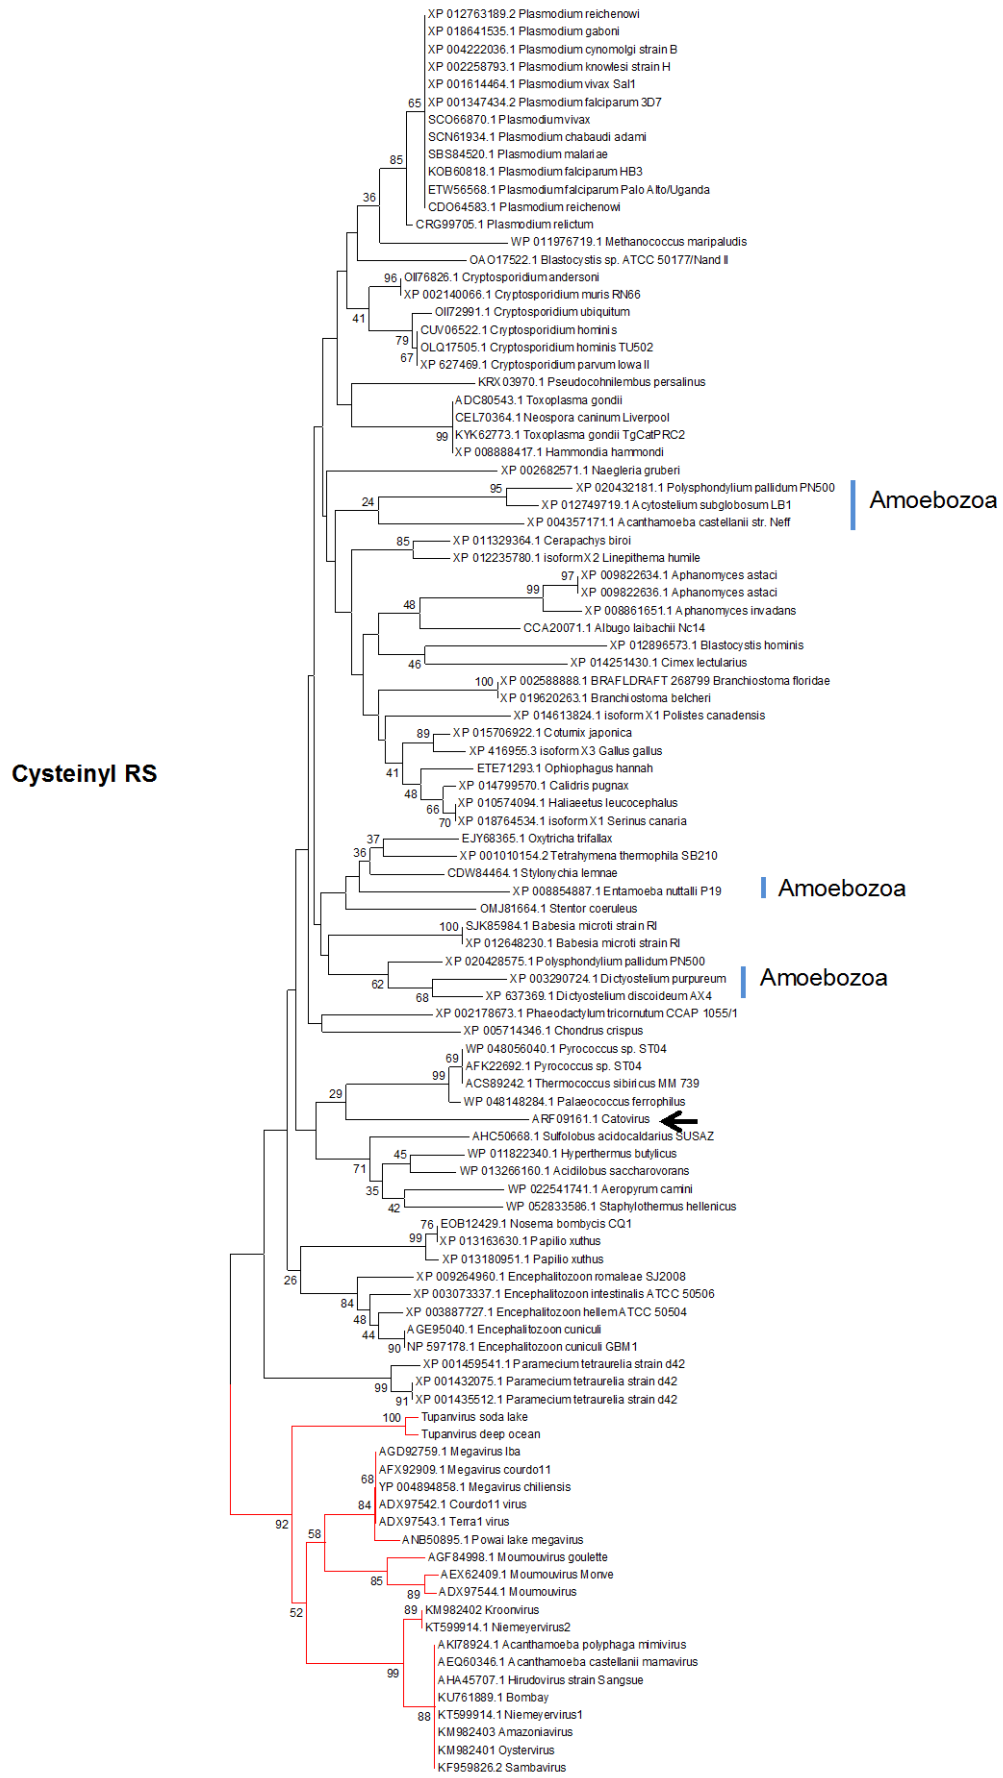 XP 012763189.2 Plasmodium reichenowi
XP 018641535.1 Plasmodium gaboni
XP 004222036.1 Plasmodium cynomolgi strain B
XP 002258793.1 Plasmodium knowlesi strain H
XP 001614464.1 Plasmodium vivax Sal1
65 XP 001347434.2 Plasmodium falciparum 3D7
SCO66870.1 Plasmodium vivax
SCN61934.1 Plasmodium chabaudi adami
85 SBS84520.1 Plasmodium malariae
KOB60818.1 Plasmodium falciparum HB3
ETW56568.1 Plasmodium falciparum Palo Alto/Uganda
36 CDO64583.1 Plasmodium reichenowi
CRG99705.1 Plasmodium relictum
WP 011976719.1 Methanococcus maripaludis
OAO17522.1 Blastocystis sp. ATCC 50177/Nand II
96 OII76826.1 Cryptosporidium andersoni
XP 002140066.1 Cryptosporidium muris RN66
41 OII72991.1 Cryptosporidium ubiquitum
CUV06522.1 Cryptosporidium hominis
79 OLQ17505.1 Cryptosporidium hominis TU502
67 XP 627469.1 Cryptosporidium parvum Iowa II
KRX 03970.1 Pseudocohnilembus persalinus
ADC80543.1 Toxoplasma gondii
CEL70364.1 Neospora caninum Liverpool
99 KYK62773.1 Toxoplasma gondii TgCatPRC2
XP 008888417.1 Hammondia hammondi
XP 002682571.1 Naegleria gruberi
95 XP 020432181.1 Polysphondylium pallidum PN500
24 XP 012749719.1 Acytostelium subglobosum LB1
Amoebozoa
XP 004357171.1 Acanthamoeba castellanii str. Neff
85 XP 011329364.1 Cerapachys biroi
XP 012235780.1 isoform X2 Linepithema humile
97 XP 009822634.1 Aphanomyces astaci
99 XP 009822636.1 Aphanomyces astaci
48 XP 008861651.1 Aphanomyces invadans
CCA20071.1 Albugo laibachii Nc14
XP 012896573.1 Blastocystis hominis
46 XP 014251430.1 Cimex lectularius
100 XP 002588888.1 BRAFLDRAFT 268799 Branchiostoma floridae
XP 019620263.1 Branchiostoma belcheri
XP 014613824.1 isoform X1 Polistes canadensis
89 XP 015706922.1 Coturnix japonica
XP 416955.3 isoform X3 Gallus gallus
41 ETE71293.1 Ophiophagus hannah
Cysteinyl RS
48 XP 014799570.1 Calidris pugnax
66 XP 010574094.1 Haliaeetus leucocephalus
70 XP 018764534.1 isoform X1 Serinus canaria
37 EJY68365.1 Oxytricha trifallax
36 XP 001010154.2 Tetrahymena thermophila SB210
CDW84464.1 Stylonychia lemnae
XP 008854887.1 Entamoeba nuttalli P19
Amoebozoa
OMJ81664.1 Stentor coeruleus
100 SJK85984.1 Babesia microti strain RI
XP 012648230.1 Babesia microti strain RI
XP 020428575.1 Polysphondylium pallidum PN500
62 XP 003290724.1 Dictyostelium purpureum
Amoebozoa
68 XP 637369.1 Dictyostelium discoideum AX4
XP 002178673.1 Phaeodactylum tricornutum CCAP 1055/1
XP 005714346.1 Chondrus crispus
WP 048056040.1 Pyrococcus sp. ST04
69 AFK22692.1 Pyrococcus sp. ST04
99 ACS89242.1 Thermococcus sibiricus MM 739
29 WP 048148284.1 Palaeococcus ferrophilus
ARF09161.1 Catovirus
AHC50668.1 Sulfolobus acidocaldarius SUSAZ
45 WP 011822340.1 Hyperthermus butylicus
71 WP 013266160.1 Acidilobus saccharovorans
35 WP 022541741.1 Aeropyrum camini
42 WP 052833586.1 Staphylothermus hellenicus
76 EOB12429.1 Nosema bombycis CQ1
99 XP 013163630.1 Papilio xuthus
XP 013180951.1 Papilio xuthus
26 XP 009264960.1 Encephalitozoon romaleae SJ2008
84 XP 003073337.1 Encephalitozoon intestinalis ATCC 50506
48 XP 003887727.1 Encephalitozoon hellem ATCC 50504
44 AGE95040.1 Encephalitozoon cuniculi
90 NP 597178.1 Encephalitozoon cuniculi GBM1
XP 001459541.1 Paramecium tetraurelia strain d42
99 XP 001432075.1 Paramecium tetraurelia strain d42
91 XP 001435512.1 Paramecium tetraurelia strain d42
100 Tupanvirus soda lake
Tupanvirus deep ocean
AGD92759.1 Megavirus lba
AFX92909.1 Megavirus courdo11
68 YP 004894858.1 Megavirus chiliensis
84 ADX97542.1 Courdo11 virus
92 ADX97543.1 Terra1 virus
58 ANB50895.1 Powai lake megavirus
AGF84998.1 Moumouvirus goulette
85 AEX62409.1 Moumouvirus Monve
89 ADX97544.1 Moumouvirus
52 89 KM982402 Kroonvirus
KT599914.1 Niemeyervirus2
AKI78924.1 Acanthamoeba polyphaga mimivirus
AEQ60346.1 Acanthamoeba castellanii mamavirus
99 AHA45707.1 Hirudovirus strain Sangsue
KU761889.1 Bombay
88 KT599914.1 Niemeyervirus1
KM982403 Amazoniavirus
KM982401 Oystervirus
KF959826.2 Sambavirus